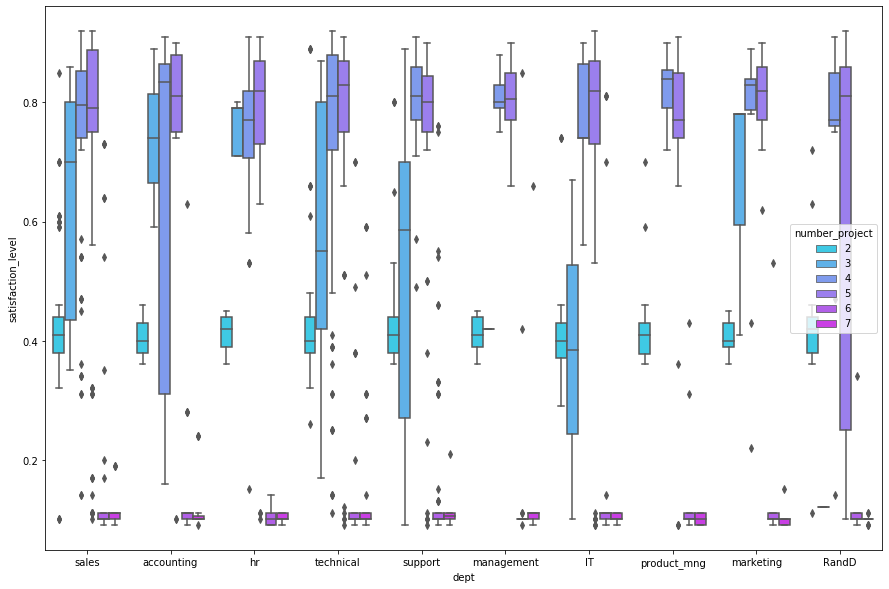 satisfaction_level
0.8
0.6
0.4
0.2
number_project
2
3
4
5
6
7
sales accounting hr technical support management IT product_mng marketing RandD
dept